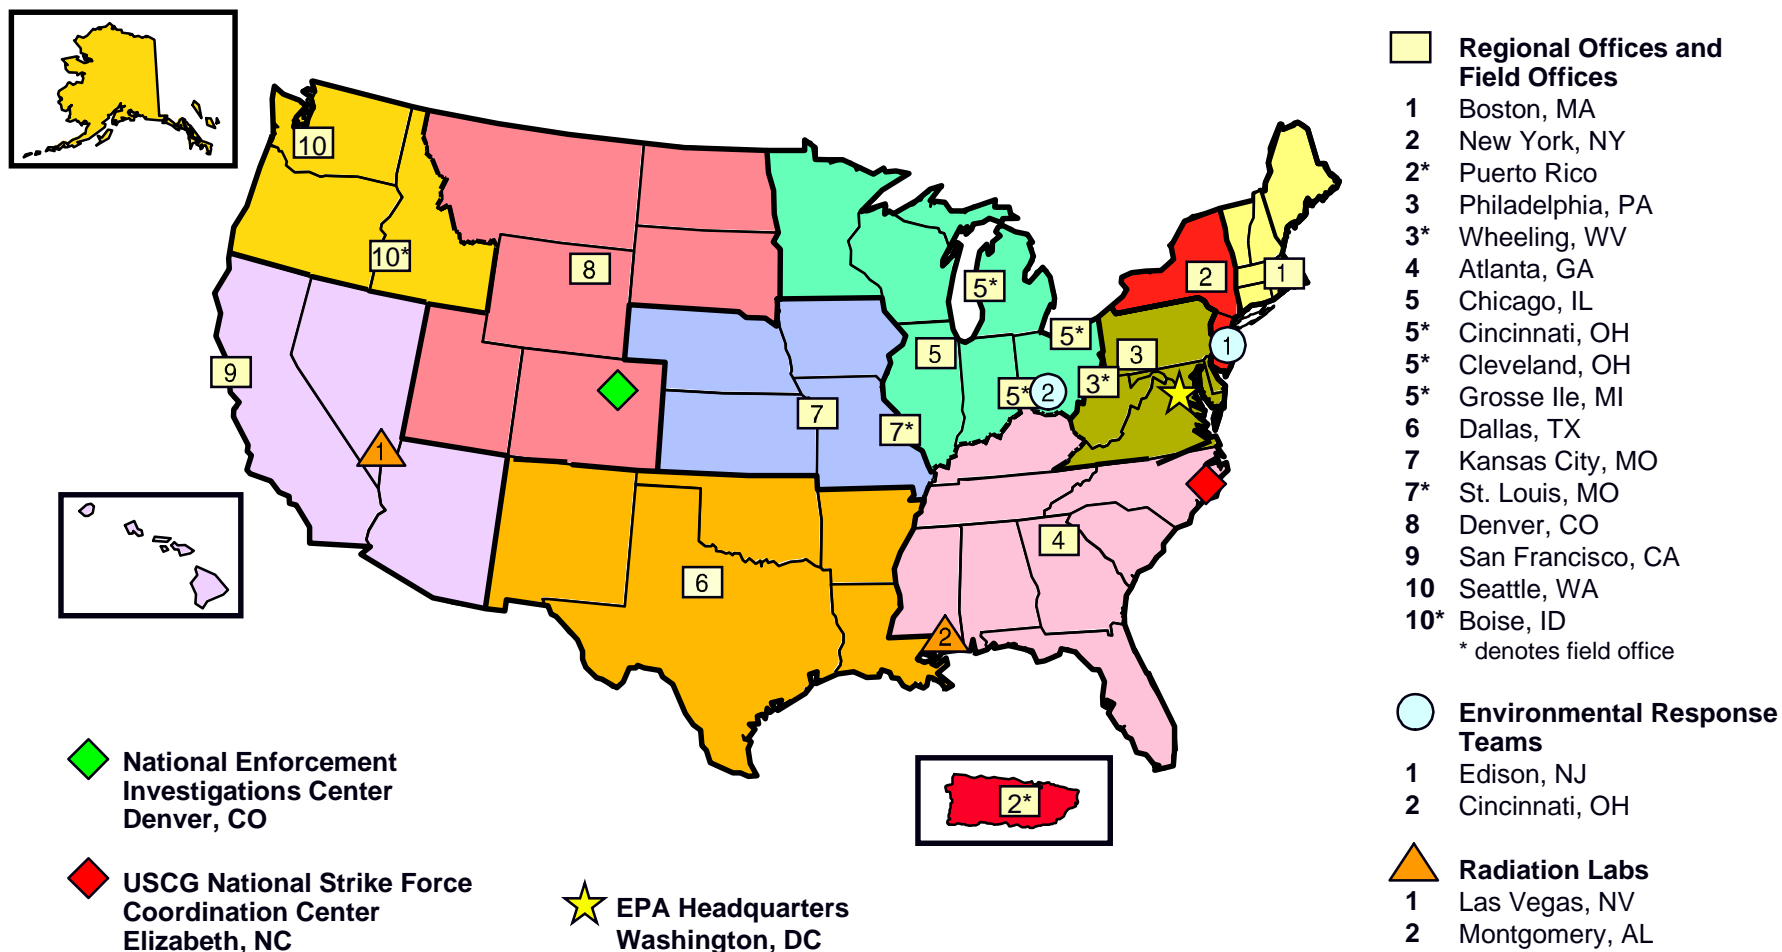 10
10*
8
9
7
7*
5
5*
5*
5*
2
3
3*
4
6
1
2
1
2
1
2
2*
Regional Offices and
Field Offices
1 Boston, MA
2 New York, NY
2* Puerto Rico
3 Philadelphia, PA
3* Wheeling, WV
4 Atlanta, GA
5 Chicago, IL
5* Cincinnati, OH
5* Cleveland, OH
5* Grosse Ile, MI
6 Dallas, TX
7 Kansas City, MO
7* St. Louis, MO
8 Denver, CO
9 San Francisco, CA
10 Seattle, WA
10* Boise, ID
* denotes field office
Environmental Response
Teams
1 Edison, NJ
2 Cincinnati, OH
Radiation Labs
1 Las Vegas, NV
2 Montgomery, AL
National Enforcement
Investigations Center
Denver, CO
USCG National Strike Force
Coordination Center
Elizabeth, NC
EPA Headquarters
Washington, DC